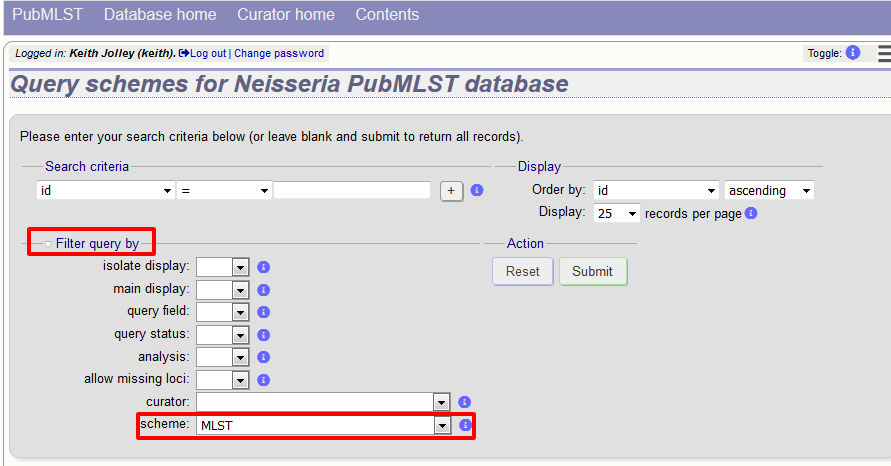 PubMLST Database home Curator home Contents
Logged in: Keith Jolley (keith). Log out | Change password Toggle: i
Query schemes for Neisseria PubMLST database
Please enter your search criteria below (or leave blank and submit to return all records).
Search criteria Display
id = + i Order by: id ascending
Display: 25 records per page i
Filter query by Action
isolate display: i Reset Submit
main display: i
query field: i
query status: i
analysis: i
allow missing loci: i
curator: i
scheme: MLST i